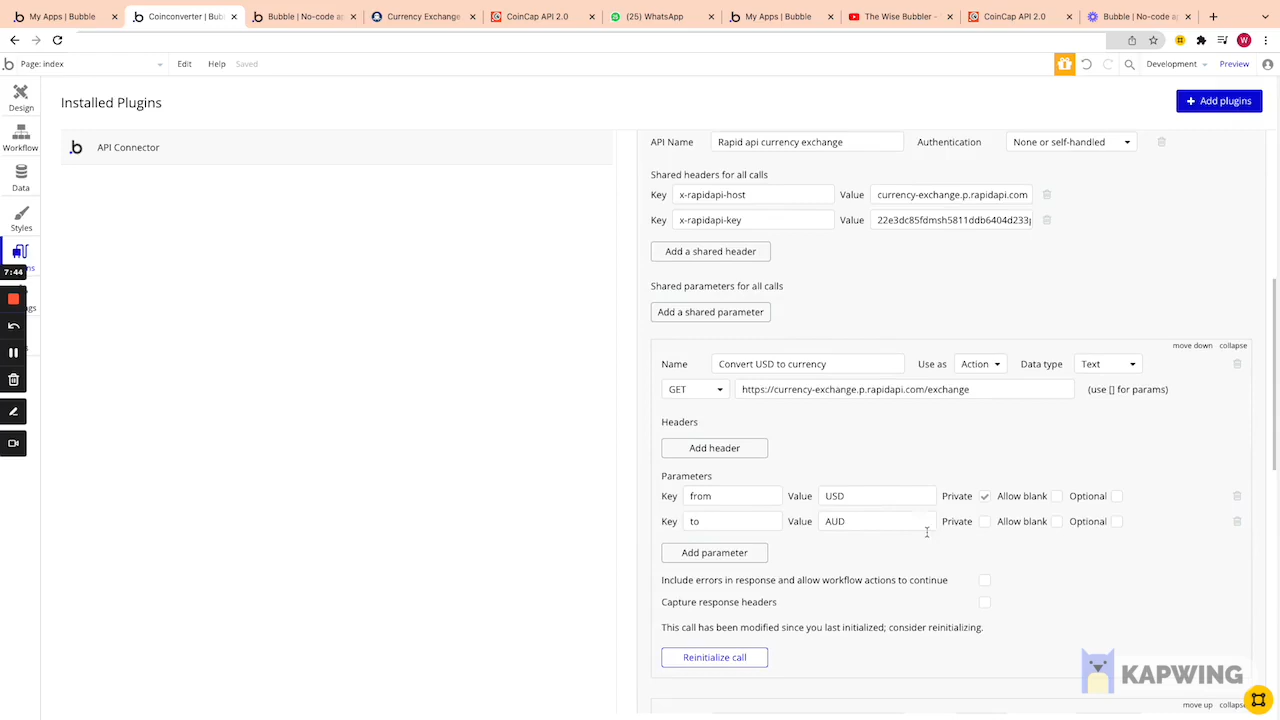 My Apps | Bubble
Coinconverter | Bub
Bubble | No-code ap
Currency Exchange
CoinCap API 2.0
(25) WhatsApp
My Apps | Bubble
The Wise Bubbler -
CoinCap API 2.0
Bubble | No-code ap
W
Page: index
Edit
Help
Saved
Development
Preview
Design
Installed Plugins
+ Add plugins
Workflow
API Connector
API Name
Rapid api currency exchange
Authentication
None or self-handled
Data
Shared headers for all calls
Key
x-rapidapi-host
Value
currency-exchange.p.rapidapi.com
Styles
Key
x-rapidapi-key
Value
22e3dc85fdmsh5811ddb6404d233
Add a shared header
7:44
ns
Shared parameters for all calls
gs
Add a shared parameter
move down
collapse
Name
Convert USD to currency
Use as
Action
Data type
Text
GET
https://currency-exchange.p.rapidapi.com/exchange
(use [] for params)
Headers
Add header
Parameters
Key
from
Value
USD
Private
Allow blank
Optional
Key
to
Value
AUD
Private
Allow blank
Optional
Add parameter
Include errors in response and allow workflow actions to continue
Capture response headers
This call has been modified since you last initialized; consider reinitializing.
Reinitialize call
KAPWING
move up
collapse